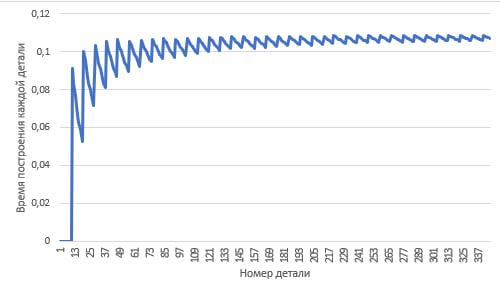 0,12
0,1
0,08
0,06
0,04
0,02
0
Время построения каждой детали
1 13 25 37 49 61 73 85 97 109 121 133 145 157 169 181 193 205 217 229 241 253 265 277 289 301 313 325 337
Номер детали